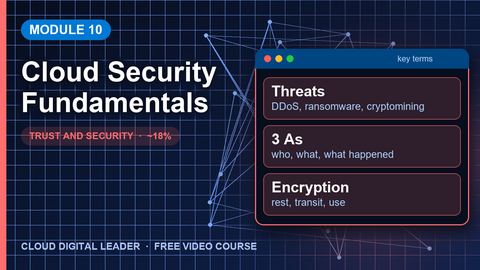 MODULE 10
Cloud Security
Fundamentals
TRUST AND SECURITY · ~18%
key terms
Threats
DDoS, ransomware, cryptomining
3 As
who, what, what happened
Encryption
rest, transit, use
CLOUD DIGITAL LEADER · FREE VIDEO COURSE